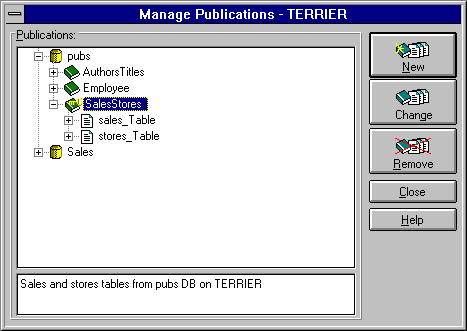 Manage Publications - TERRIER
Publications:
pubs
AuthorsTitles
Employee
SalesStores
sales_Table
stores_Table
Sales
New
Change
Remove
Close
Help
Sales and stores tables from pubs DB on TERRIER